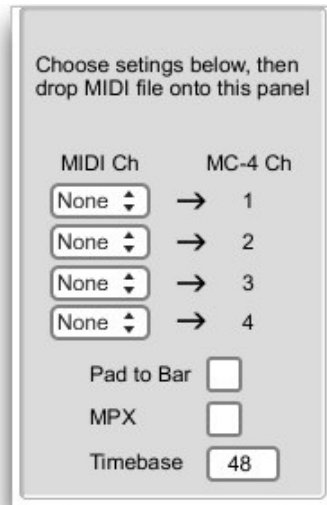 Choose setings below, then
drop MIDI file onto this panel
MIDI Ch MC-4 Ch
None → 1
None → 2
None → 3
None → 4
Pad to Bar
MPX
Timebase 48